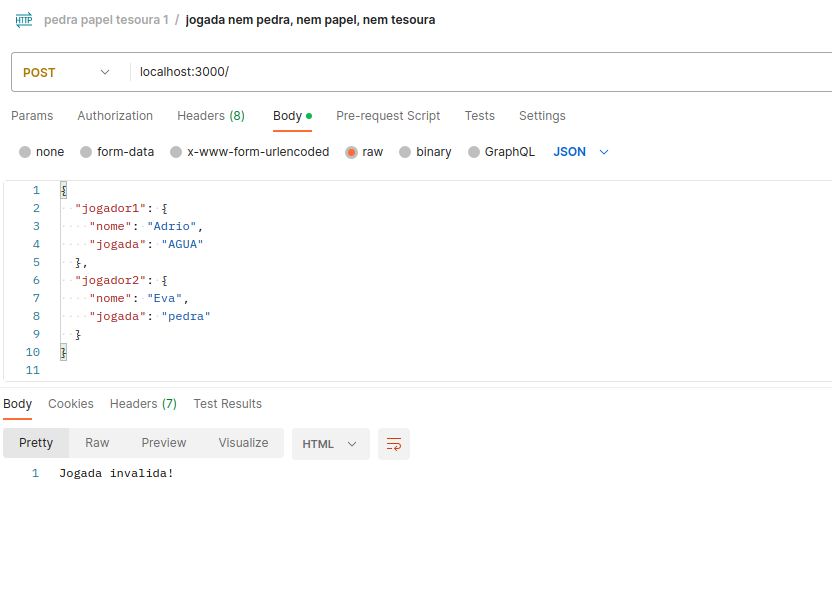 HTTP pedra papel tesoura 1 / jogada nem pedra, nem papel, nem tesoura
POST localhost:3000/
Params Authorization Headers (8) Body Pre-request Script Tests Settings
none form-data x-www-form-urlencoded raw binary GraphQL JSON
1 {
2 "jogador1": {
3 "nome": "Adrio",
4 "jogada": "AGUA"
5 },
6 "jogador2": {
7 "nome": "Eva",
8 "jogada": "pedra"
9 }
10 }
11
Body Cookies Headers (7) Test Results
Pretty Raw Preview Visualize HTML
1 Jogada invalida!